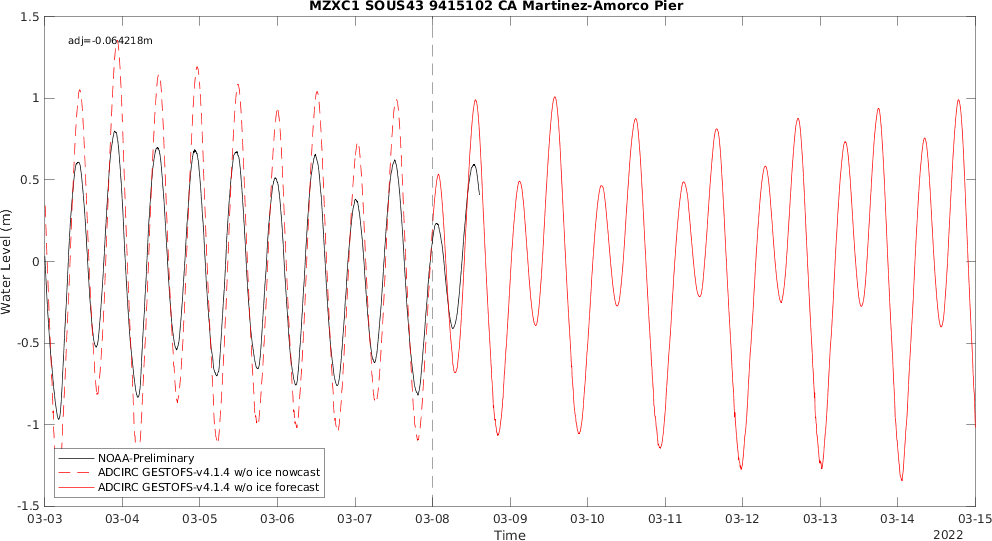 MZXC1 SOUS43 9415102 CA Martinez-Amorco Pier
adj=-0.064218m
1.5
1
0.5
0
-0.5
-1
-1.5
Water Level (m)
NOAA-Preliminary
ADCIRC GESTOFS-v4.1.4 w/o ice nowcast
ADCIRC GESTOFS-v4.1.4 w/o ice forecast
03-03 03-04 03-05 03-06 03-07 03-08 03-09 03-10 03-11 03-12 03-13 03-14 03-15
Time
2022